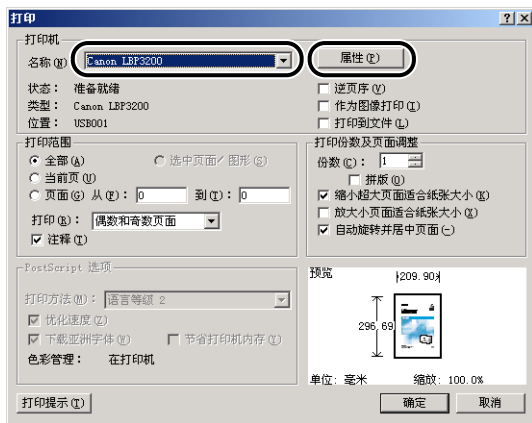 打印
打印机
名称(N) Canon LBP3200 属性(P)
状态: 准备就绪 逆页序(V)
类型: Canon LBP3200 作为图像打印(I)
位置: USB001 打印到文件(L)
打印范围
全部(A) 选中页面/图形(S)
当前页(U)
页面(G) 从(F): 0 到(T): 0
打印(R): 偶数和奇数页面
注释(T)
打印份数及页面调整
份数(C): 1
拼版(O)
缩小超大页面适合纸张大小(K)
放大小页面适合纸张大小(X)
自动旋转并居中页面(-)
PostScript 选项
打印方法(M): 语言等级 2
优化速度(Z)
下载亚洲字体(W) 节省打印机内存(Y)
色彩管理: 在打印机
预览
209.90
296.69
单位: 毫米 缩放: 100.0%
打印提示(T) 确定 取消